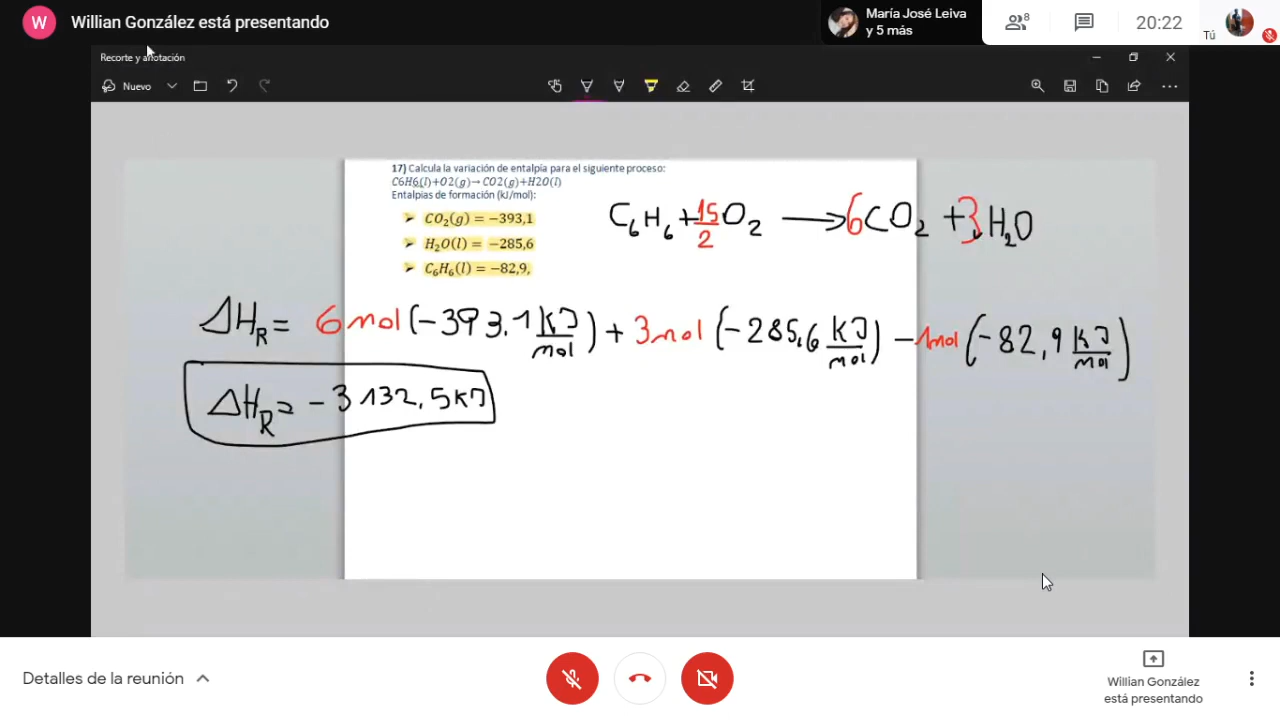 W Willian González está presentando
María José Leiva
y 5 más
8
20:22
Tú
Recorte y anotación
Nuevo
17) Calcula la variación de entalpía para el siguiente proceso:
C6H6(l)+O2(g)→ CO2(g)+H2O(l)
Entalpias de formación (kJ/mol):
➢ CO₂(g) = −393,1
➢ H₂O(l) = −285,6
➢ C₆H₆(l) = −82,9,
C₆H₆ + 15/2 O₂ → 6CO₂ + 3H₂O
ΔH_R = 6mol(−393.1 KJ/mol) + 3mol(−285.6 KJ/mol) − 1mol(−82,9 KJ/mol)
ΔH_R = −3132.5KJ
Detalles de la reunión
Willian González
está presentando